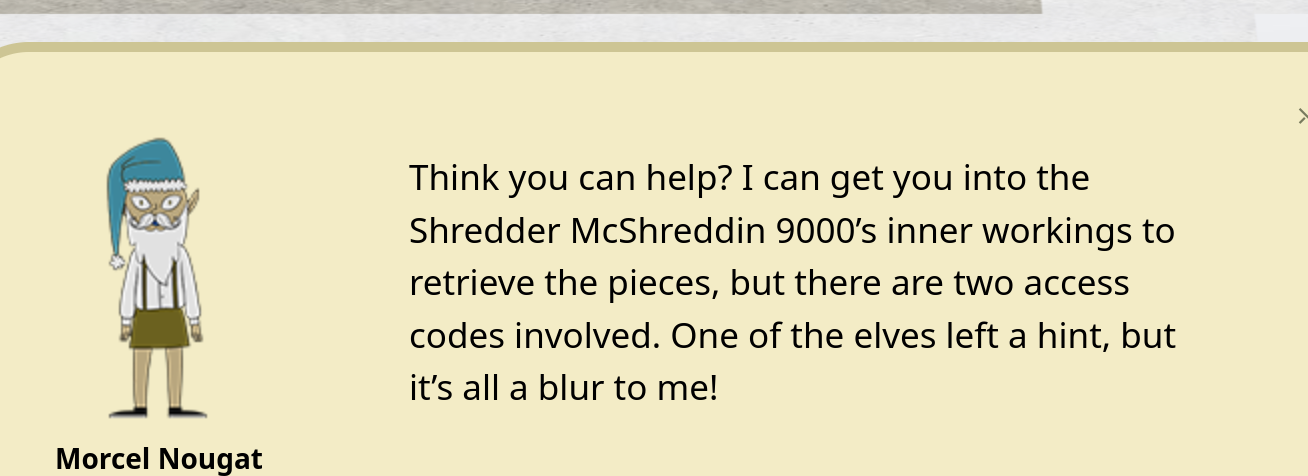 Think you can help? I can get you into the
Shredder McShreddin 9000’s inner workings to
retrieve the pieces, but there are two access
codes involved. One of the elves left a hint, but
it’s all a blur to me!
Morcel Nougat